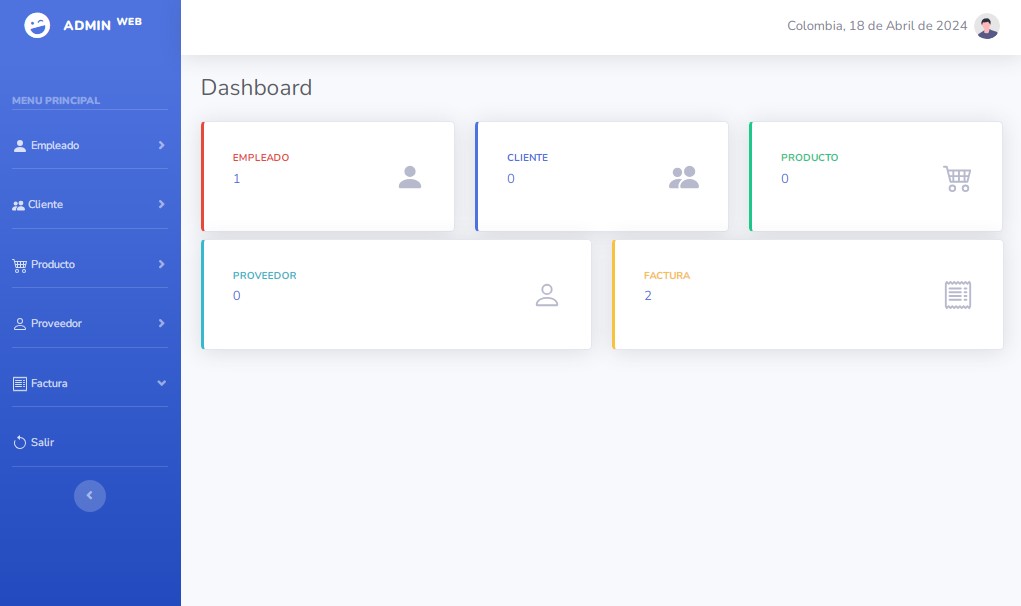 ADMIN WEB
Colombia, 18 de Abril de 2024
MENU PRINCIPAL
Empleado
Cliente
Producto
Proveedor
Factura
Salir
Dashboard
EMPLEADO
1
CLIENTE
0
PRODUCTO
0
PROVEEDOR
0
FACTURA
2